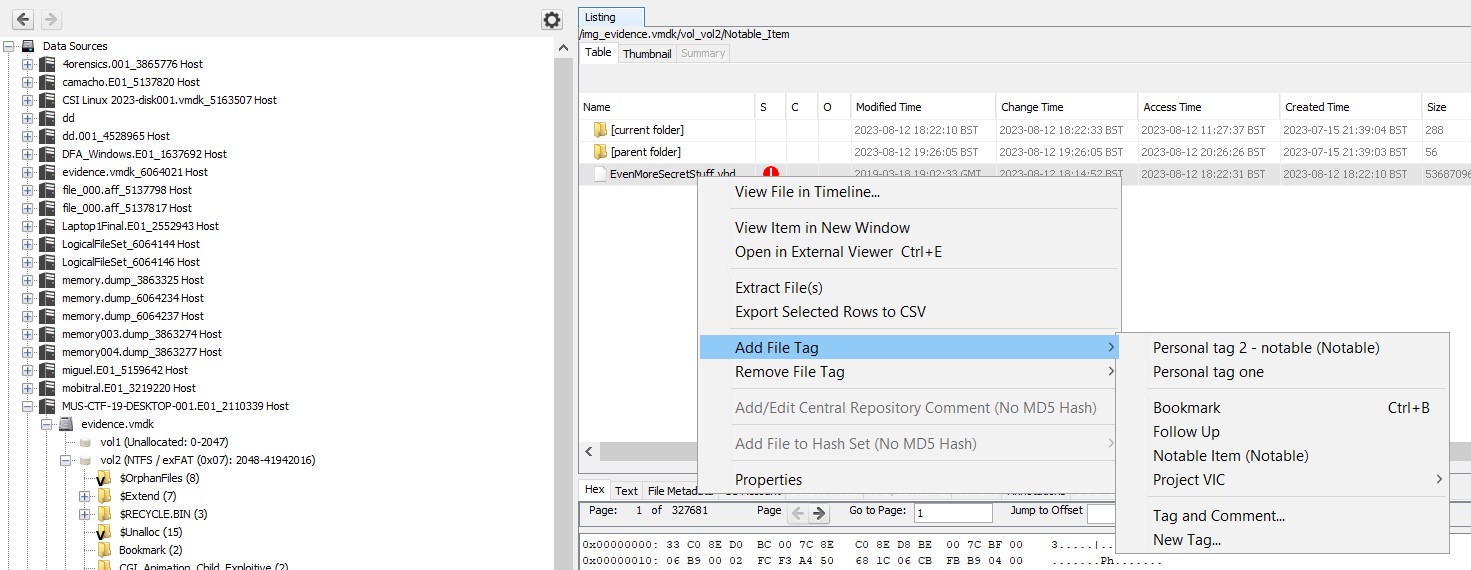 Data Sources
4orensics.001_3865776 Host
camacho.E01_5137820 Host
CSI Linux 2023-disk001.vmdk_5163507 Host
dd
dd.001_4528965 Host
DFA_Windows.E01_1637692 Host
evidence.vmdk_6064021 Host
file_000.aff_5137798 Host
file_000.aff_5137817 Host
Laptop1Final.E01_2552943 Host
LogicalFileSet_6064144 Host
LogicalFileSet_6064146 Host
memory.dump_3863325 Host
memory.dump_6064234 Host
memory.dump_6064237 Host
memory003.dump_3863274 Host
memory004.dump_3863277 Host
miguel.E01_5159642 Host
mobitral.E01_3219220 Host
MUS-CTF-19-DESKTOP-001.E01_2110339 Host
evidence.vmdk
vol1 (Unallocated: 0-2047)
vol2 (NTFS / exFAT (0x07): 2048-41942016)
$OrphanFiles (8)
$Extend (7)
$RECYCLE.BIN (3)
$Unalloc (15)
Bookmark (2)
CGI_Animation_Child_Exploitive (2)
Listing
/img_evidence.vmdk/vol_vol2/Notable_Item
Table Thumbnail Summary
Name S C O Modified Time Change Time Access Time Created Time Size
[current folder] 2023-08-12 18:22:10 BST 2023-08-12 18:22:33 BST 2023-08-12 11:27:37 BST 2023-07-15 21:39:04 BST 288
[parent folder] 2023-08-12 19:26:05 BST 2023-08-12 19:26:05 BST 2023-08-12 20:26:26 BST 2023-07-15 21:39:04 BST 56
EvenMoreSecretStuff.vhd 2019-03-18 19:02:33 GMT 2023-08-12 18:14:52 BST 2023-08-12 18:22:31 BST 2023-08-12 18:22:10 BST 53687096
View File in Timeline...
View Item in New Window
Open in External Viewer Ctrl+E
Extract File(s)
Export Selected Rows to CSV
Add File Tag
Remove File Tag
Add/Edit Central Repository Comment (No MD5 Hash)
Add File to Hash Set (No MD5 Hash)
Properties
Personal tag 2 - notable (Notable)
Personal tag one
Bookmark Ctrl+B
Follow Up
Notable Item (Notable)
Project VIC
Tag and Comment...
New Tag...
Hex Text File Metadata
Page: 1 of 327681 Page Go to Page: 1 Jump to Offset
0x00000000: 33 C0 8E D0 BC 00 7C 8E C0 8E D8 BE 00 7C BF 00 3.....|..
0x00000010: 06 B9 00 02 FC F3 A4 50 68 1C 06 CB FB B9 04 00 .......Ph.......